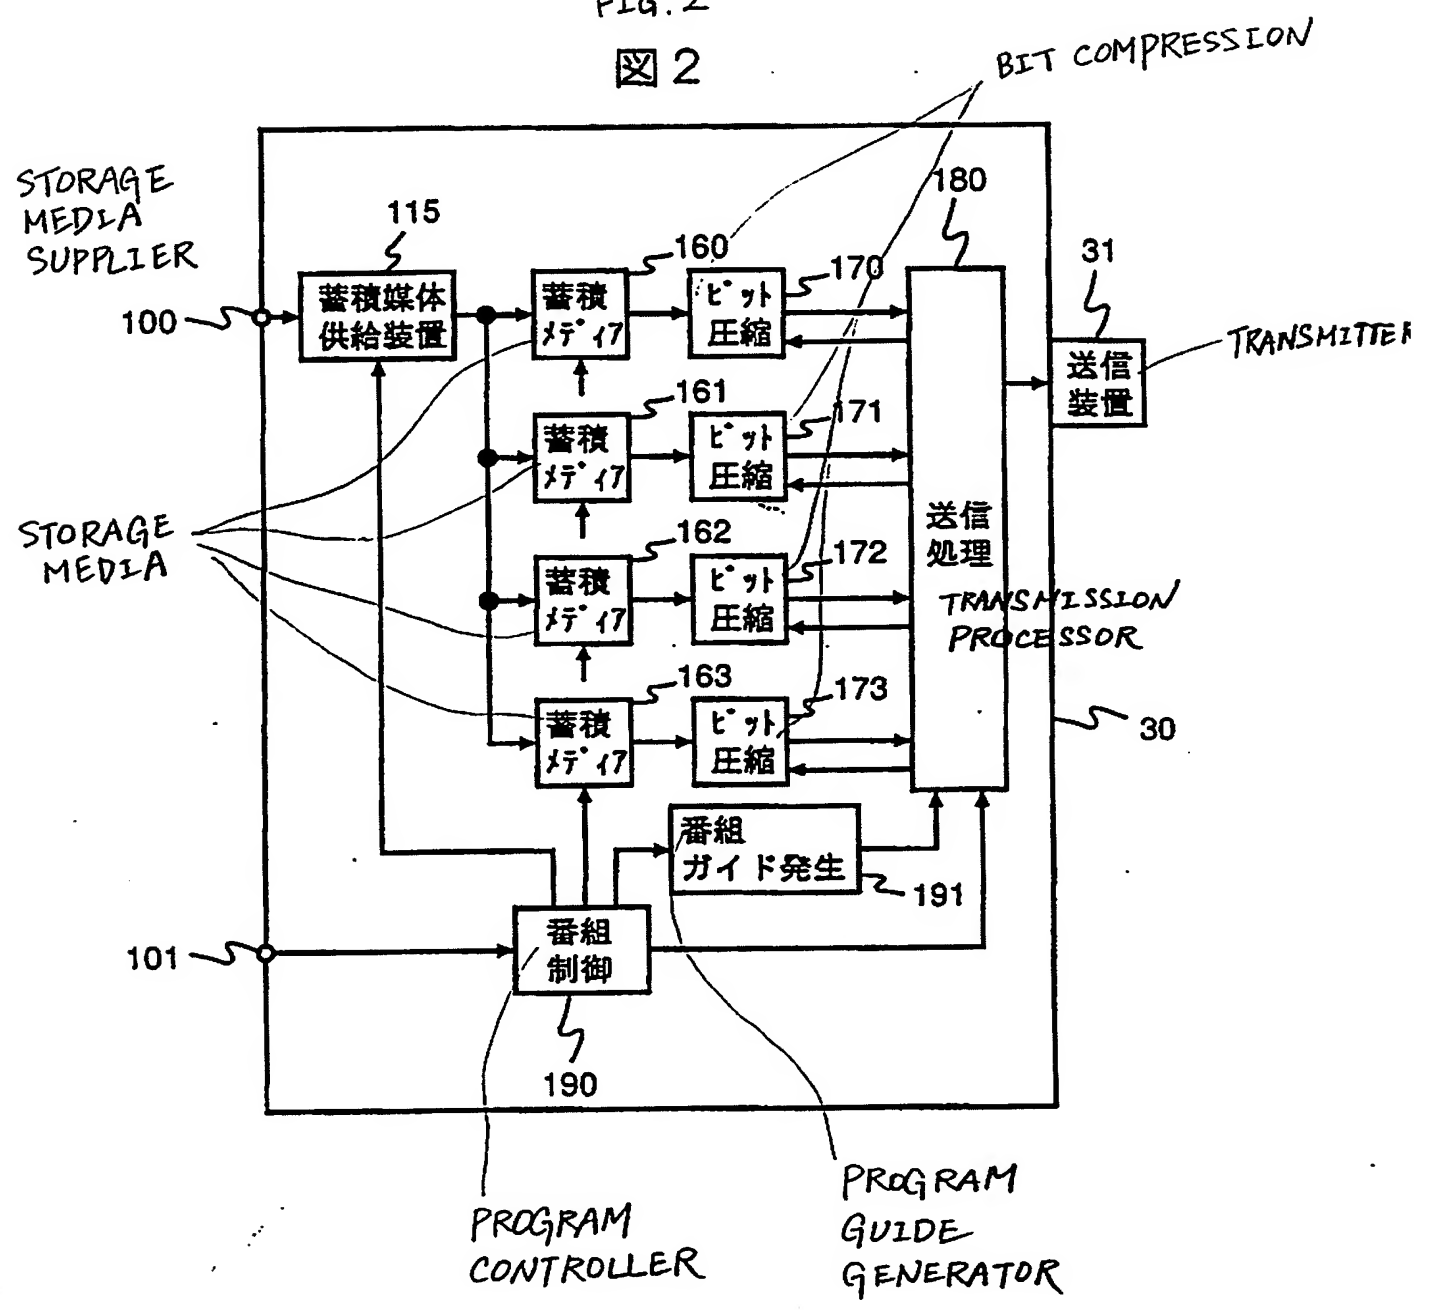 FIG. 2
図2
BIT COMPRESSION
STORAGE
MEDIA
SUPPLIER
115
160
170
180
31
100
蓄積媒体
供給装置
蓄積
メディア
ビット
圧縮
送信
装置
TRANSMITTER
161
171
蓄積
メディア
ビット
圧縮
送信
処理
STORAGE
MEDIA
162
172
蓄積
メディア
ビット
圧縮
TRANSMISSION
PROCESSOR
163
173
蓄積
メディア
ビット
圧縮
30
番組
ガイド発生
191
101
番組
制御
190
PROGRAM
CONTROLLER
PROGRAM
GUIDE
GENERATOR